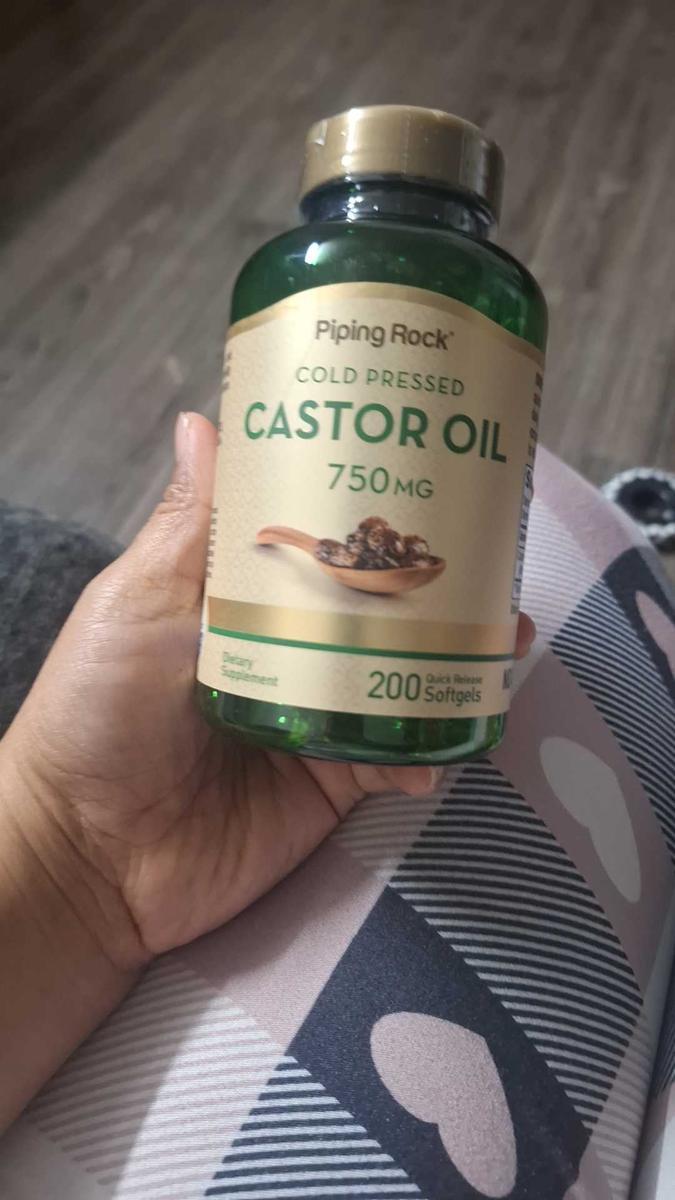 Piping Rock®
COLD PRESSED
CASTOR OIL
750 MG
Dietary
Supplement
200 Quick Release
Softgels